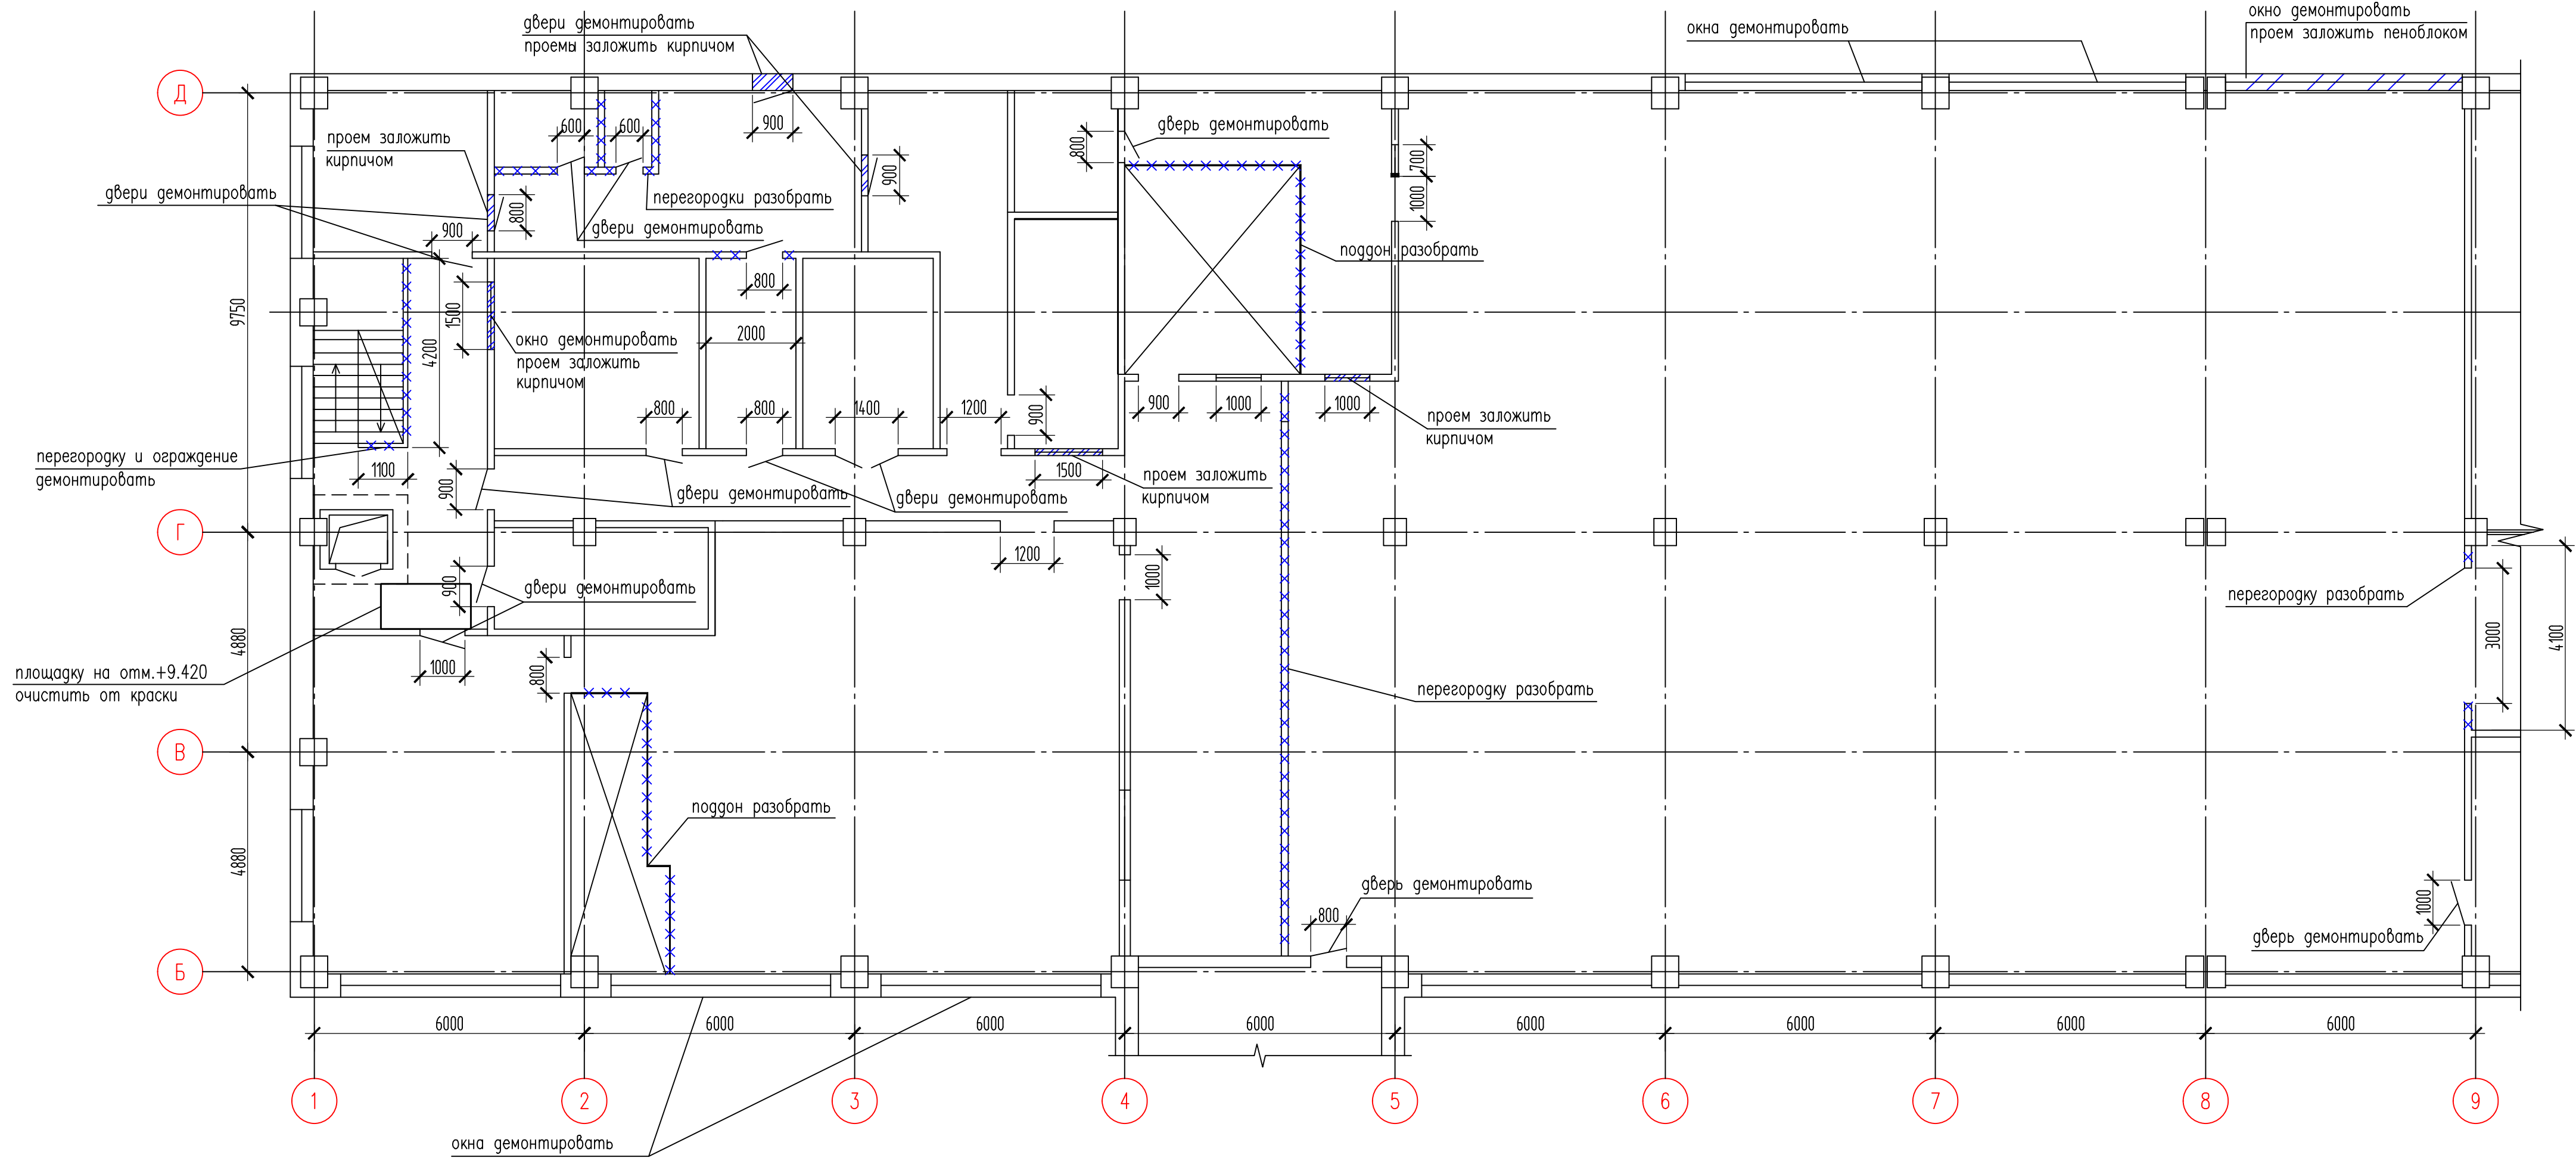 двери демонтировать
проемы заложить кирпичом
окна демонтировать
окно демонтировать
проем заложить пеноблоком
Д
проем заложить
кирпичом
600
600
900
900
800
дверь демонтировать
700
1000
двери демонтировать
800
перегородки разобрать
двери демонтировать
900
поддон разобрать
800
9750
1500
4200
2000
окно демонтировать
проем заложить
кирпичом
800
800
1400
1200
900
900
1000
1000
проем заложить
кирпичом
перегородку и ограждение
демонтировать
1100
900
1500
проем заложить
кирпичом
двери демонтировать
двери демонтировать
Г
1200
1000
900
двери демонтировать
перегородку разобрать
3000
4100
4880
800
1000
площадку на отм.+9.420
очистить от краски
перегородку разобрать
В
поддон разобрать
4880
дверь демонтировать
800
1000
дверь демонтировать
Б
6000
6000
6000
6000
6000
6000
6000
6000
1
2
3
4
5
6
7
8
9
окна демонтировать